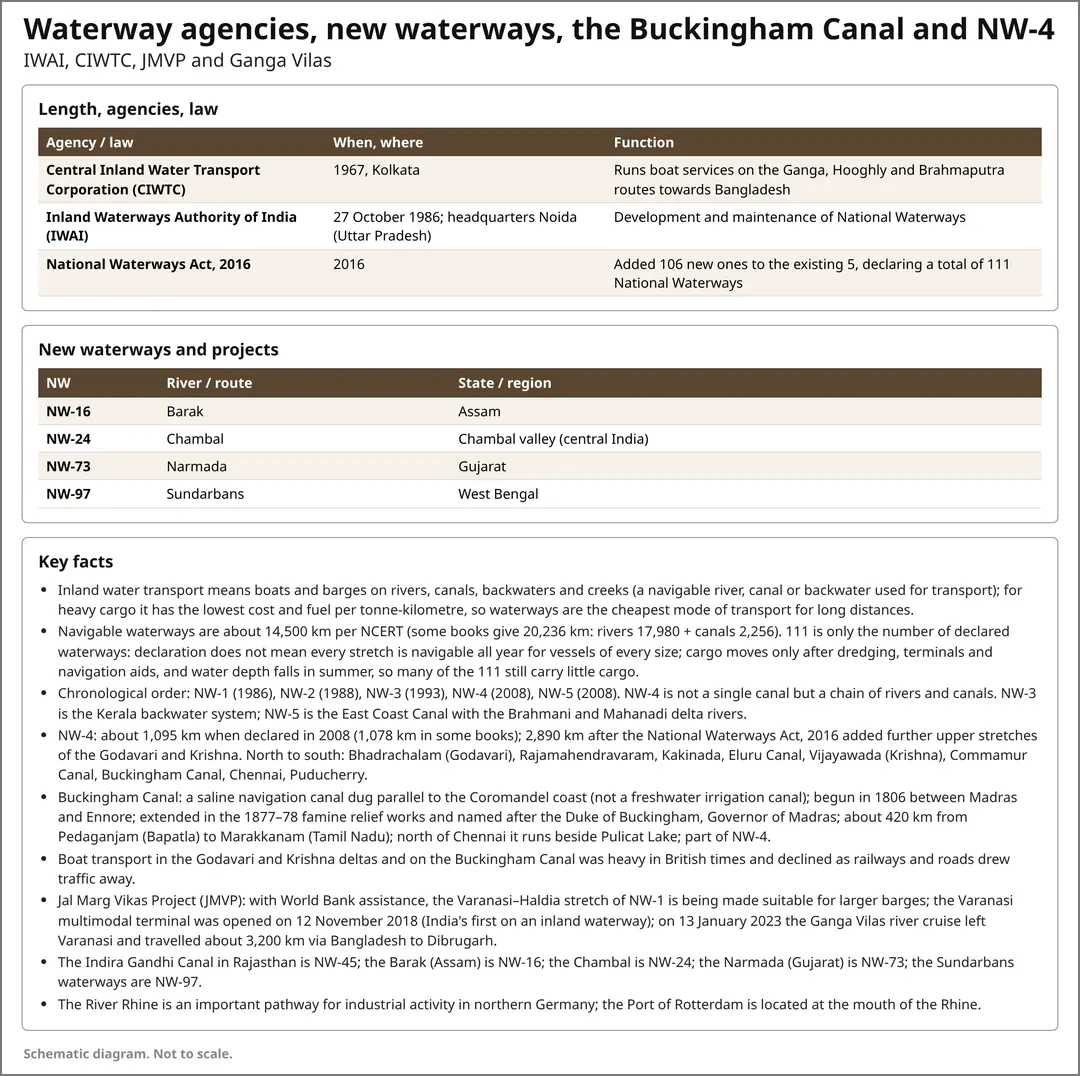 Waterway agencies, new waterways, the Buckingham Canal and NW-4
IWAI, CIWTC, JMVP and Ganga Vilas
Length, agencies, law
Agency / law When, where Function
Central Inland Water Transport Corporation (CIWTC) 1967, Kolkata Runs boat services on the Ganga, Hooghly and Brahmaputra routes towards Bangladesh
Inland Waterways Authority of India (IWAI) 27 October 1986; headquarters Noida (Uttar Pradesh) Development and maintenance of National Waterways
National Waterways Act, 2016 2016 Added 106 new ones to the existing 5, declaring a total of 111 National Waterways
New waterways and projects
NW River / route State / region
NW-16 Barak Assam
NW-24 Chambal Chambal valley (central India)
NW-73 Narmada Gujarat
NW-97 Sundarbans West Bengal
Key facts
• Inland water transport means boats and barges on rivers, canals, backwaters and creeks (a navigable river, canal or backwater used for transport); for
heavy cargo it has the lowest cost and fuel per tonne-kilometre, so waterways are the cheapest mode of transport for long distances.
• Navigable waterways are about 14,500 km per NCERT (some books give 20,236 km: rivers 17,980 + canals 2,256). 111 is only the number of declared
waterways: declaration does not mean every stretch is navigable all year for vessels of every size; cargo moves only after dredging, terminals and
navigation aids, and water depth falls in summer, so many of the 111 still carry little cargo.
• Chronological order: NW-1 (1986), NW-2 (1988), NW-3 (1993), NW-4 (2008), NW-5 (2008). NW-4 is not a single canal but a chain of rivers and canals. NW-3
is the Kerala backwater system; NW-5 is the East Coast Canal with the Brahmani and Mahanadi delta rivers.
• NW-4: about 1,095 km when declared in 2008 (1,078 km in some books); 2,890 km after the National Waterways Act, 2016 added further upper stretches
of the Godavari and Krishna. North to south: Bhadrachalam (Godavari), Rajamahendravaram, Kakinada, Eluru Canal, Vijayawada (Krishna), Commamur
Canal, Buckingham Canal, Chennai, Puducherry.
• Buckingham Canal: a saline navigation canal dug parallel to the Coromandel coast (not a freshwater irrigation canal); begun in 1806 between Madras
and Ennore; extended in the 1877–78 famine relief works and named after the Duke of Buckingham, Governor of Madras; about 420 km from
Pedaganjam (Bapatla) to Marakkanam (Tamil Nadu); north of Chennai it runs beside Pulicat Lake; part of NW-4.
• Boat transport in the Godavari and Krishna deltas and on the Buckingham Canal was heavy in British times and declined as railways and roads drew
traffic away.
• Jal Marg Vikas Project (JMVP): with World Bank assistance, the Varanasi–Haldia stretch of NW-1 is being made suitable for larger barges; the Varanasi
multimodal terminal was opened on 12 November 2018 (India's first on an inland waterway); on 13 January 2023 the Ganga Vilas river cruise left
Varanasi and travelled about 3,200 km via Bangladesh to Dibrugarh.
• The Indira Gandhi Canal in Rajasthan is NW-45; the Barak (Assam) is NW-16; the Chambal is NW-24; the Narmada (Gujarat) is NW-73; the Sundarbans
waterways are NW-97.
• The River Rhine is an important pathway for industrial activity in northern Germany; the Port of Rotterdam is located at the mouth of the Rhine.
Schematic diagram. Not to scale.